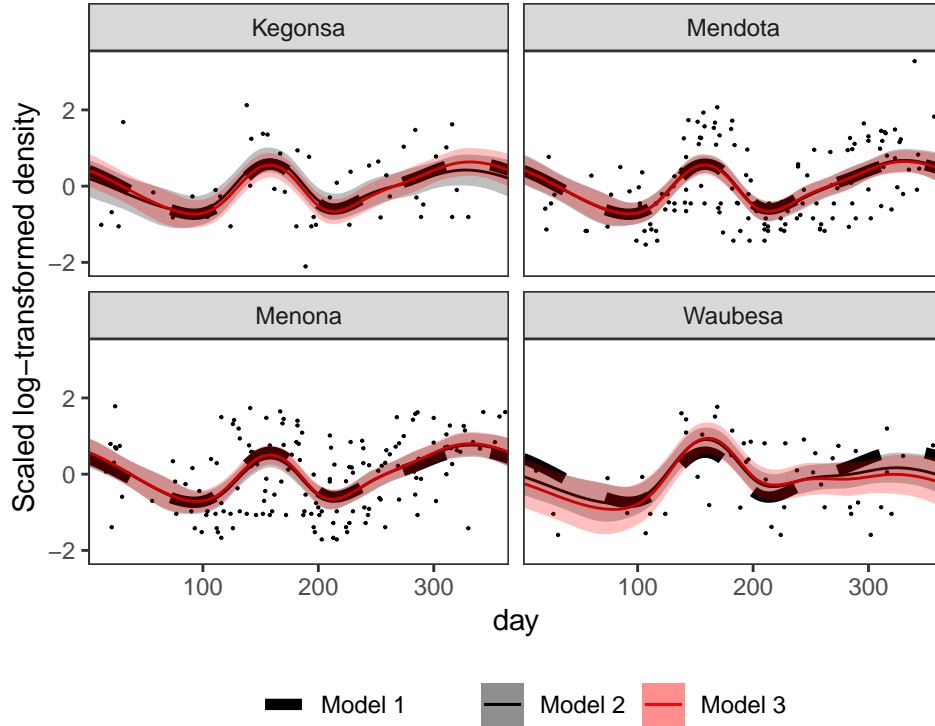 Kegonsa
Mendota
Scaled log−transformed density
2
0
−2
Menona
Waubesa
2
0
−2
100
200
300
100
200
300
day
Model 1
Model 2
Model 3